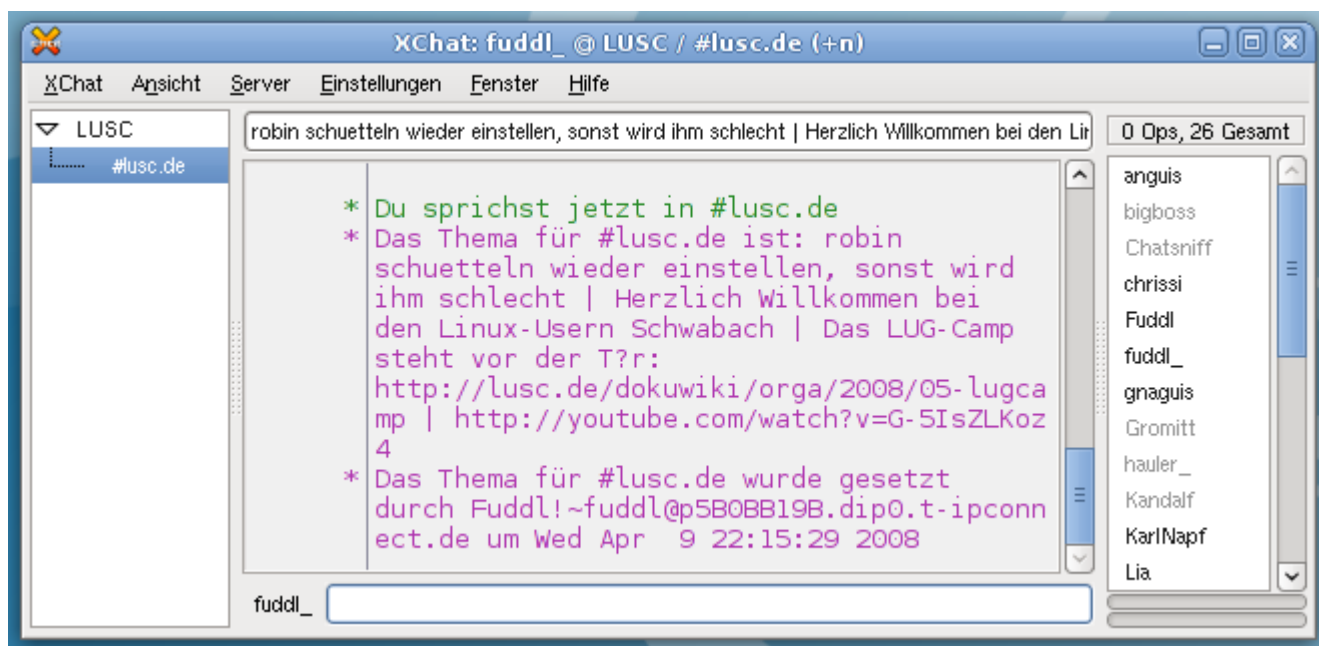 XChat: fuddl_ @ LUSC / #lusc.de (+n)
XChat Ansicht Server Einstellungen Fenster Hilfe
LUSC
#lusc.de
robin schuetteln wieder einstellen, sonst wird ihm schlecht | Herzlich Willkommen bei den
0 Ops, 26 Gesamt
* Du sprichst jetzt in #lusc.de
* Das Thema für #lusc.de ist: robin
schuetteln wieder einstellen, sonst wird
ihm schlecht | Herzlich Willkommen bei
den Linux-Usern Schwabach | Das LUG-Camp
steht vor der T?r:
http://lusc.de/dokuwiki/orga/2008/05-lugca
mp | http://youtube.com/watch?v=G-5IsZLKoz
4
* Das Thema für #lusc.de wurde gesetzt
durch Fuddl!~fuddl@p5B0BB19B.dip0.t-ipconn
ect.de um Wed Apr  9 22:15:29 2008
anguis
bigboss
Chatsniff
chrissi
Fuddl
fuddl_
gnaguis
Gromitt
hauler_
Kandalf
KarlNapf
Lia
fuddl_